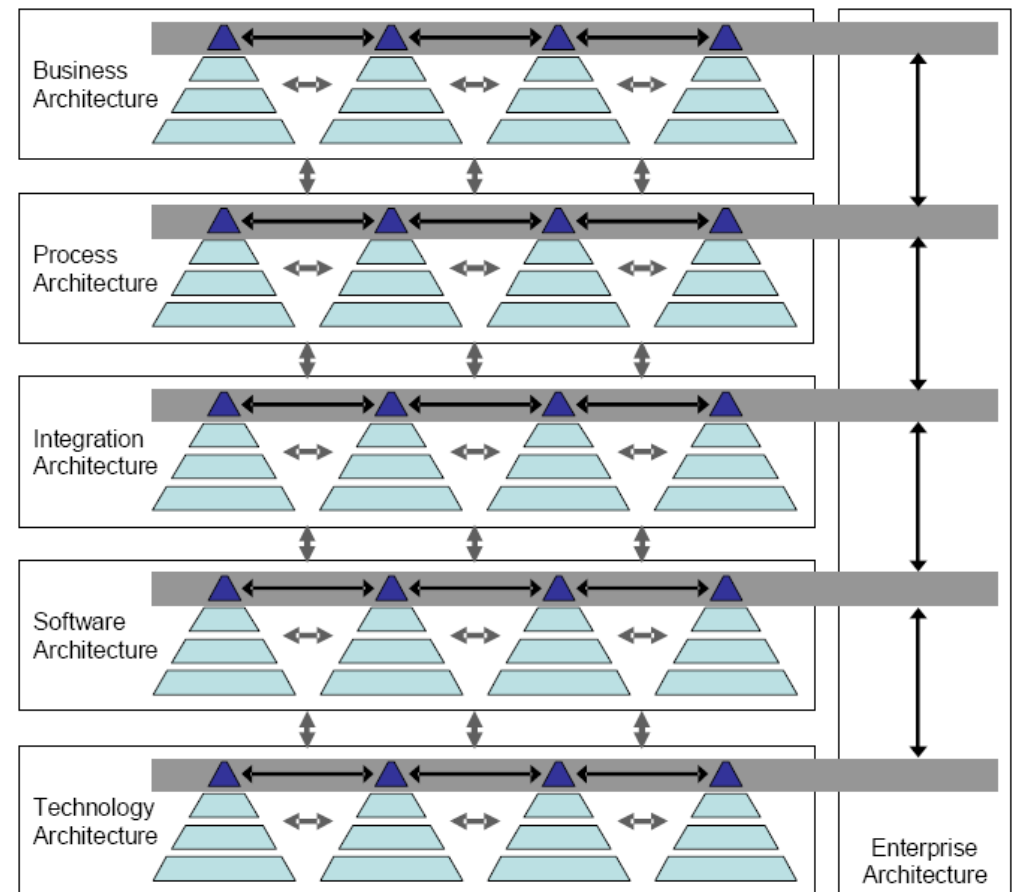 Business
Architecture
Process
Architecture
Integration
Architecture
Software
Architecture
Technology
Architecture
Enterprise
Architecture